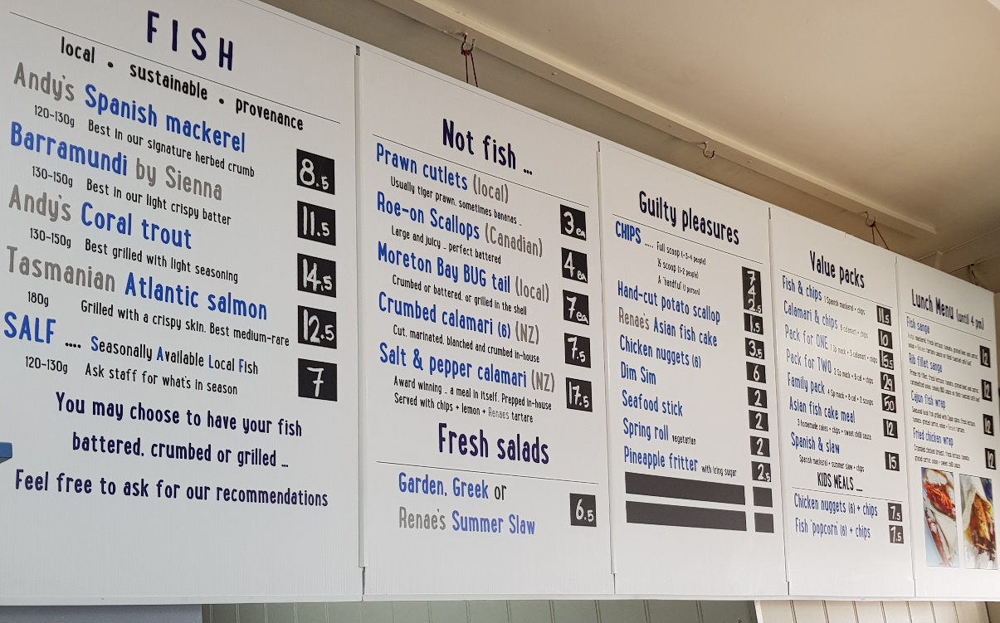 FISH
local • sustainable • provenance
Andy's Spanish mackerel
120-130g Best in our signature herbed crumb
8.5
Barramundi by Sienna
130-150g Best in our light crispy batter
11.5
Andy's Coral trout
130-150g Best grilled with light seasoning
14.5
Tasmanian Atlantic salmon
180g Grilled with a crispy skin. Best medium-rare
12.5
SALF .... Seasonally Available Local Fish
120-130g Ask staff for what's in season
7
You may choose to have your fish
battered, crumbed or grilled ...
Feel free to ask for our recommendations
Not fish ...
Prawn cutlets (local)
Usually tiger prawn, sometimes bananas ..
3 ea
Roe-on Scallops (Canadian)
Large and juicy .. perfect battered
4 ea
Moreton Bay BUG tail (local)
Crumbed or battered, or grilled in the shell
7 ea
Crumbed calamari (6) (NZ)
Cut, marinated, blanched and crumbed in-house
7.5
Salt & pepper calamari (NZ)
Award winning .. a meal in itself. Prepped in-house
Served with chips + lemon + Renae's tartare
17.5
Fresh salads
Garden, Greek or
Renae's Summer Slaw
6.5
Guilty pleasures
CHIPS ..... Full scoop (~3-4 people)
7
½ scoop (1-2 people)
4
A 'handful' (1 person)
2.5
Hand-cut potato scallop
1.5
Renae's Asian fish cake
3.5
Chicken nuggets (6)
6
Dim Sim
2
Seafood stick
2
Spring roll vegetarian
2
Pineapple fritter with icing sugar
2.5
Value packs
Fish & chips 1 Spanish mackerel + chips
11.5
Calamari & chips 6 calamari + chips
10
Pack for ONE 1 Sp mack + 3 calamari + chips
15.5
Pack for TWO 2 Sp mack + 6 cal + chips
29
Family pack 4 Sp mack + 8 cal + 2 scoops
50
Asian fish cake meal
3 homemade cakes + chips + sweet chilli sauce
12
Spanish & slaw
Spanish mackerel + summer slaw + chips
15
KIDS MEALS ...
Chicken nuggets (6) + chips
7.5
Fish 'popcorn' (6) + chips
7.5
Lunch Menu (until 4 pm)
Fish sanga
12
Rib fillet sanga
12
Cajun fish wrap
12
Fried chicken wrap
12